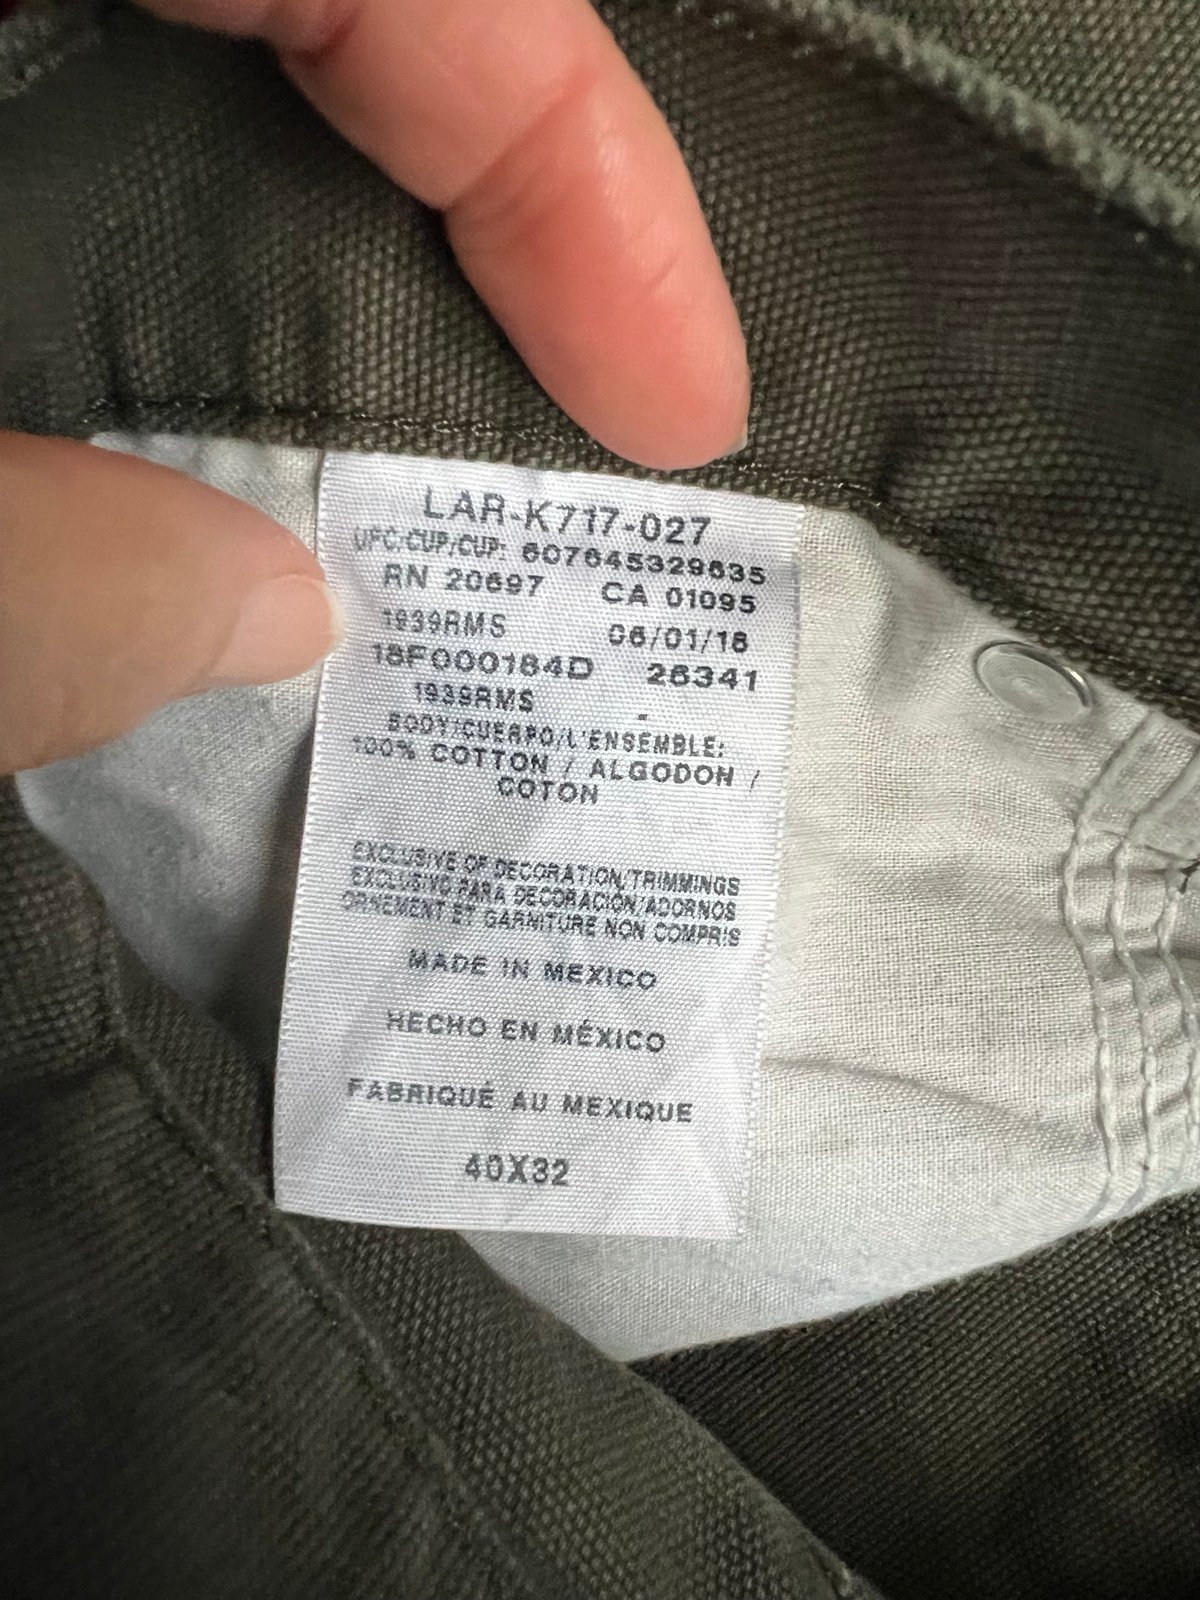 LAR-K717-027
UPC/CUP/CUP: 607645329635
RN 20697 CA 01095
1939RMS 06/01/18
18F000184D 26341
1939RMS
BODY/CUERPO/L'ENSEMBLE:
100% COTTON / ALGODON /
COTON
EXCLUSIVE OF DECORATION/TRIMMINGS
EXCLUSIVO PARA DECORACION/ADORNOS
ORNEMENT ET GARNITURE NON COMPRIS
MADE IN MEXICO
HECHO EN MÉXICO
FABRIQUÉ AU MEXIQUE
40X32